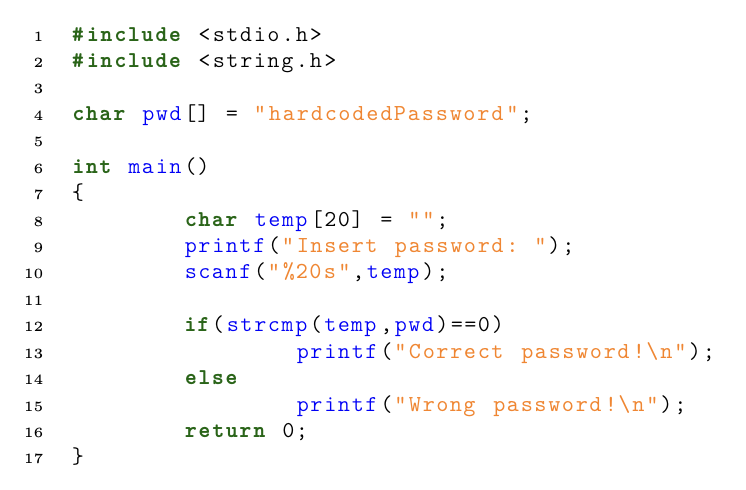 1 #include <stdio.h>
2 #include <string.h>
3
4 char pwd[] = "hardcodedPassword";
5
6 int main()
7 {
8 char temp[20] = "";
9 printf("Insert password: ");
10 scanf("%20s",temp);
11
12 if(strcmp(temp,pwd)==0)
13 printf("Correct password!\n");
14 else
15 printf("Wrong password!\n");
16 return 0;
17 }